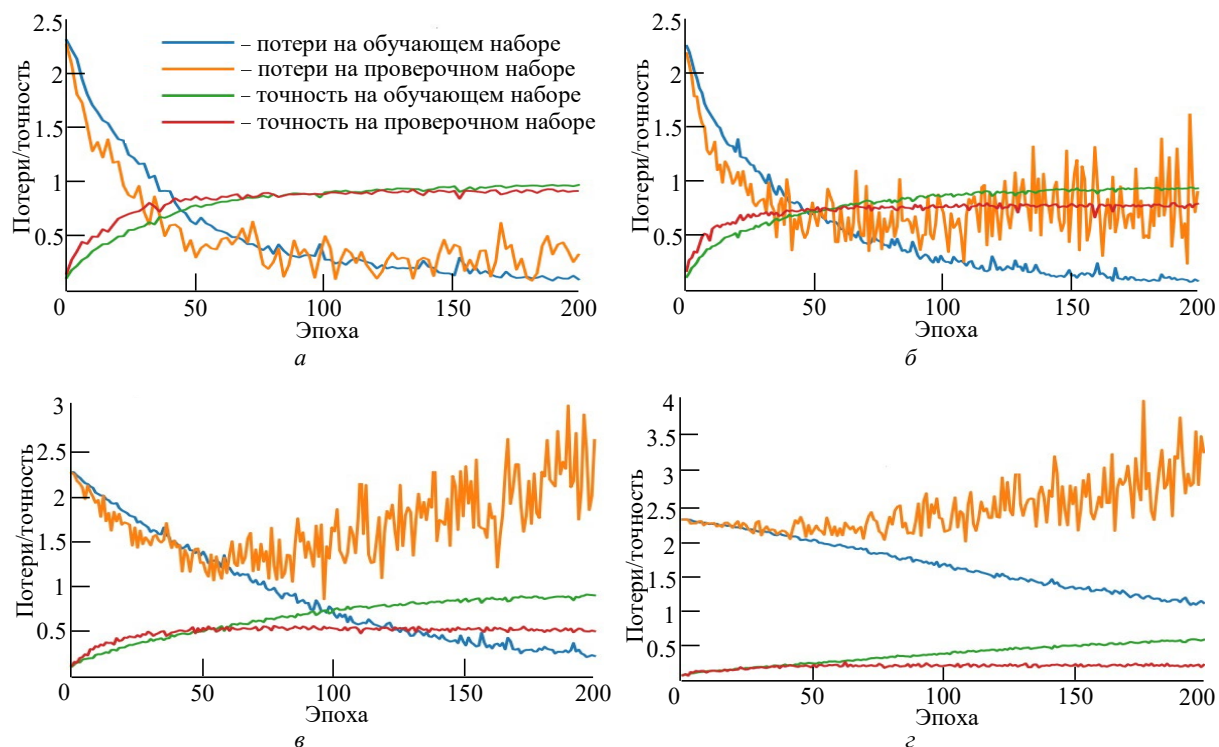 2.5
2
1.5
1
0.5
0
50
100
150
200
Потери/точность
Эпоха
– потери на обучающем наборе
– потери на проверочном наборе
– точность на обучающем наборе
– точность на проверочном наборе
а
2.5
2
1.5
1
0.5
0
50
100
150
200
Потери/точность
Эпоха
б
3
2.5
2
1.5
1
0.5
0
50
100
150
200
Потери/точность
Эпоха
в
4
3.5
3
2.5
2
1.5
1
0.5
0
50
100
150
200
Потери/точность
Эпоха
г